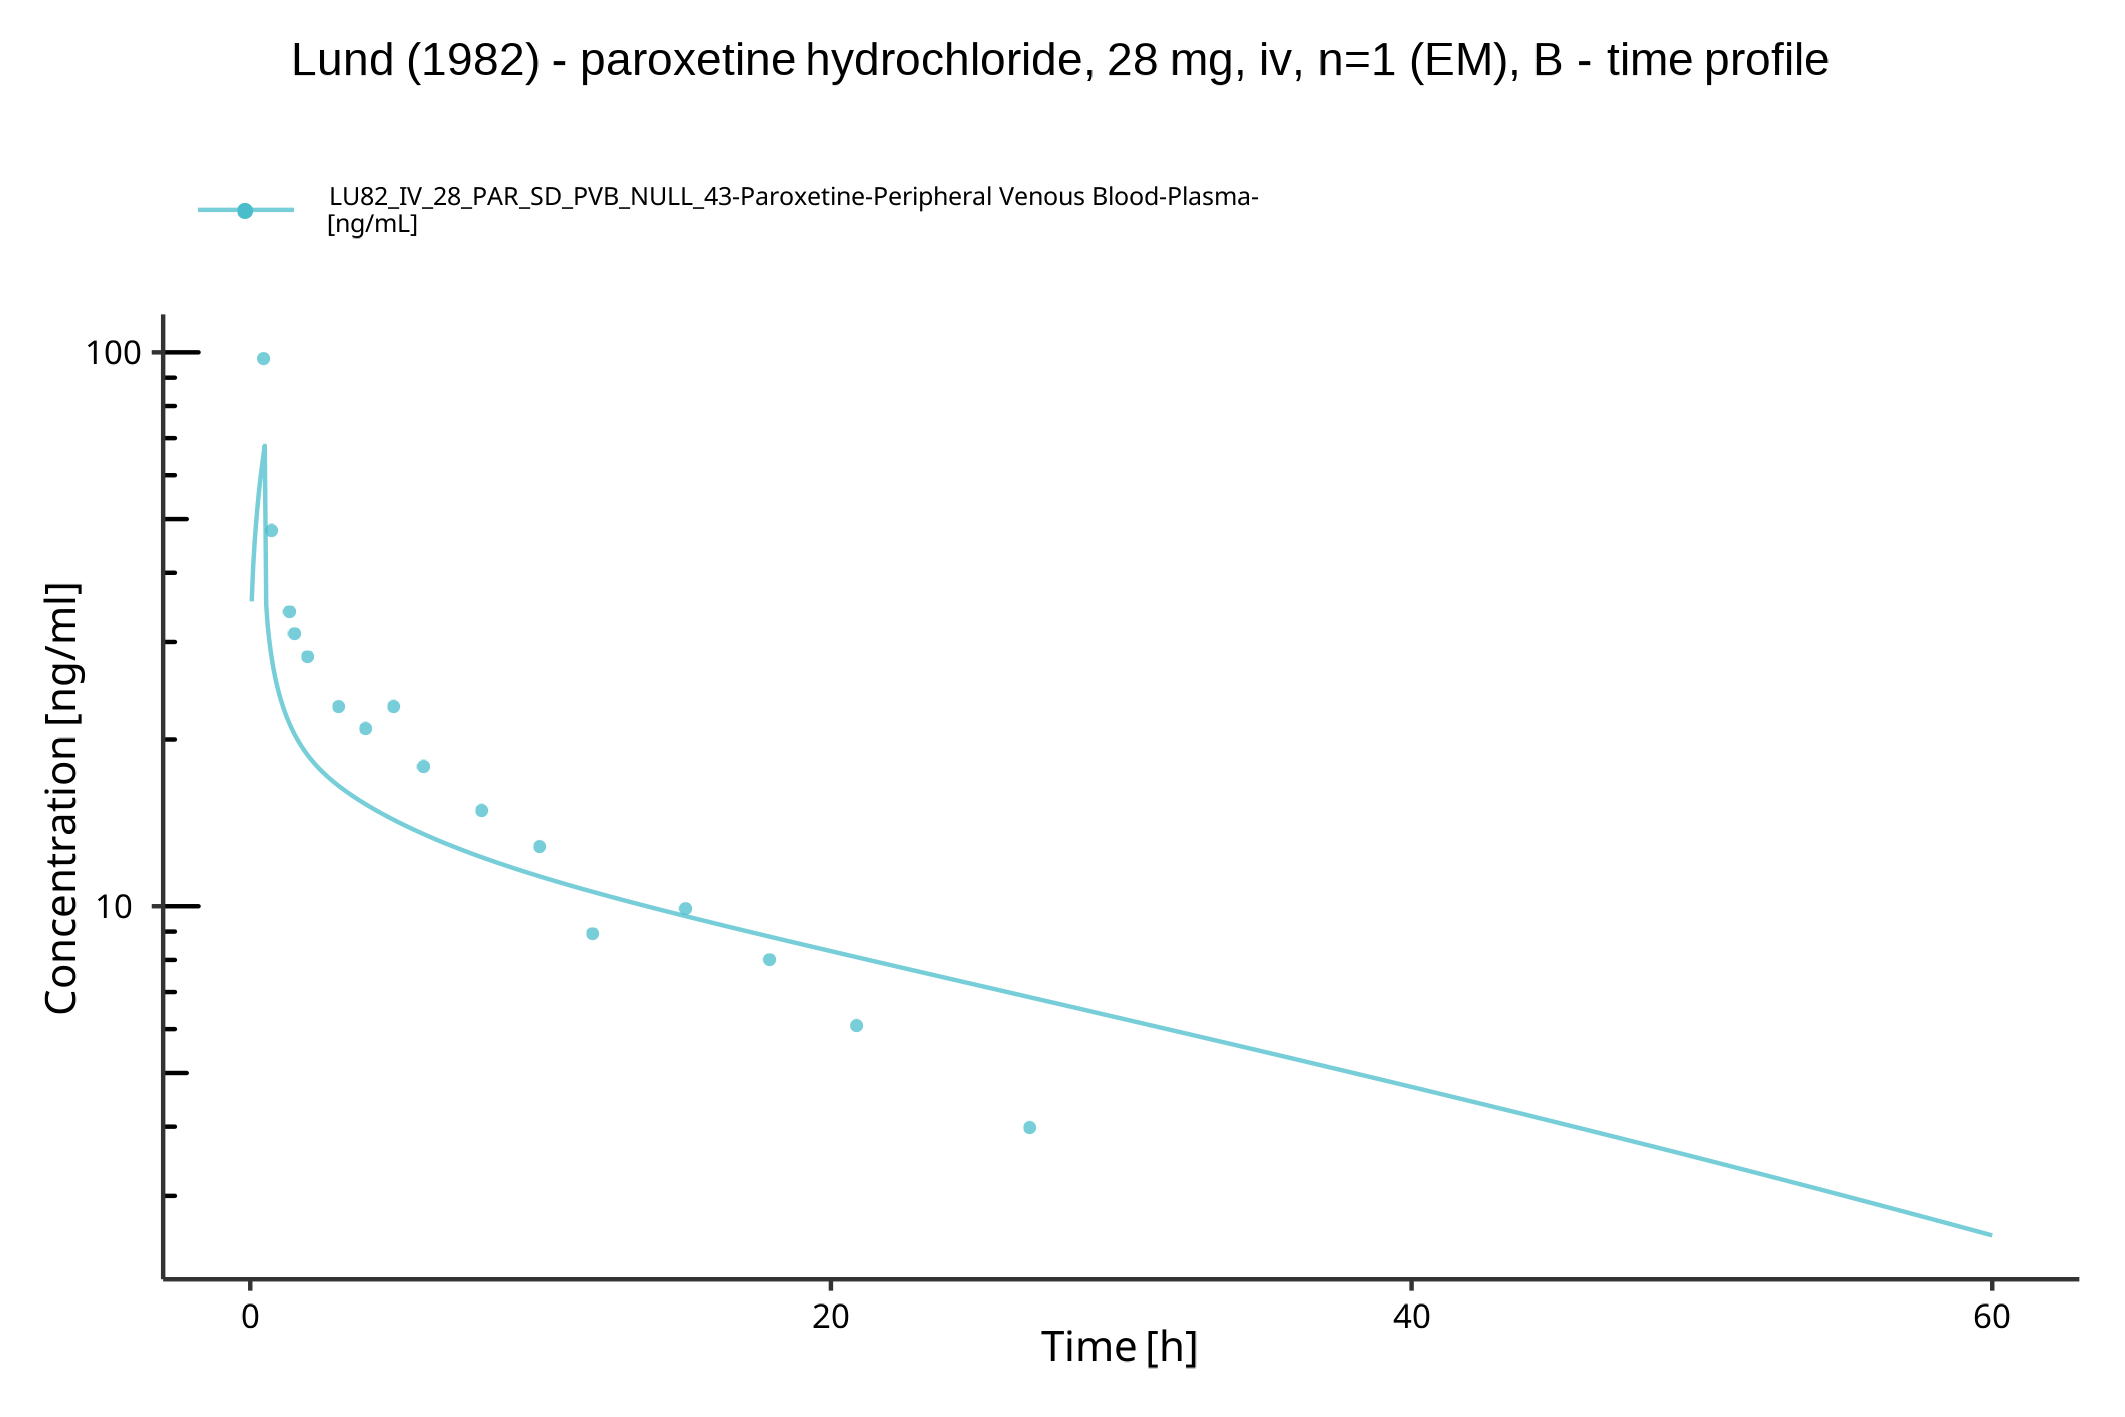 Lund (1982) - paroxetine hydrochloride, 28 mg, iv, n=1 (EM), B - time profile
LU82_IV_28_PAR_SD_PVB_NULL_43-Paroxetine-Peripheral Venous Blood-Plasma-
[ng/mL]
Concentration [ng/ml]
100
10
0
20
40
60
Time [h]